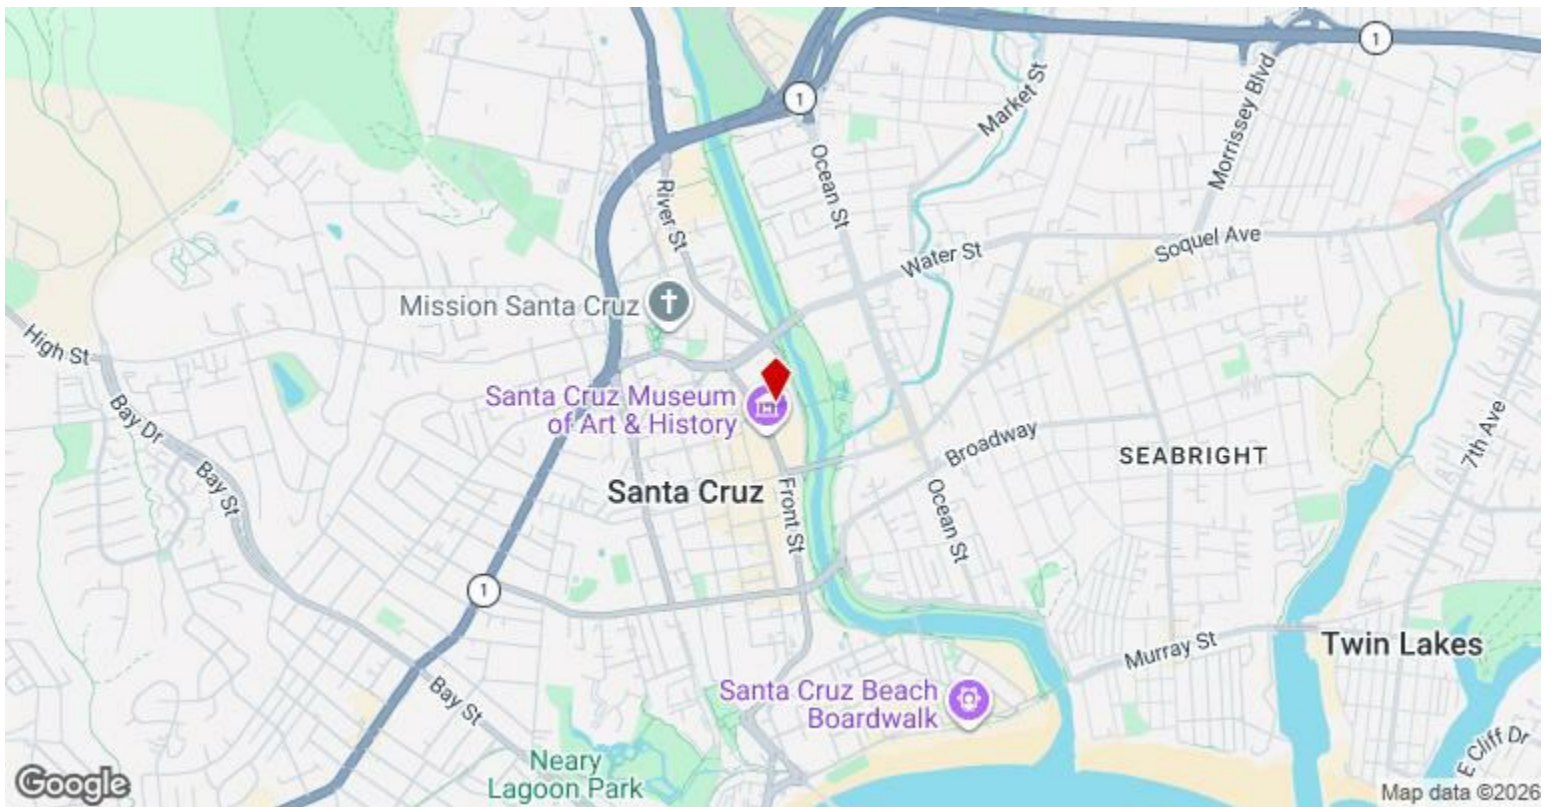 1
1
Market St
Morrissey Blvd
Ocean St
River St
Water St
Soquel Ave
Mission Santa Cruz
High St
Santa Cruz Museum
of Art & History
Bay Dr
Broadway
SEABRIGHT
7th Ave
Bay St
Santa Cruz
Front St
Ocean St
1
Murray St
Twin Lakes
Santa Cruz Beach
Boardwalk
Bay St
Neary
Lagoon Park
E Cliff Dr
Google
Map data ©2026